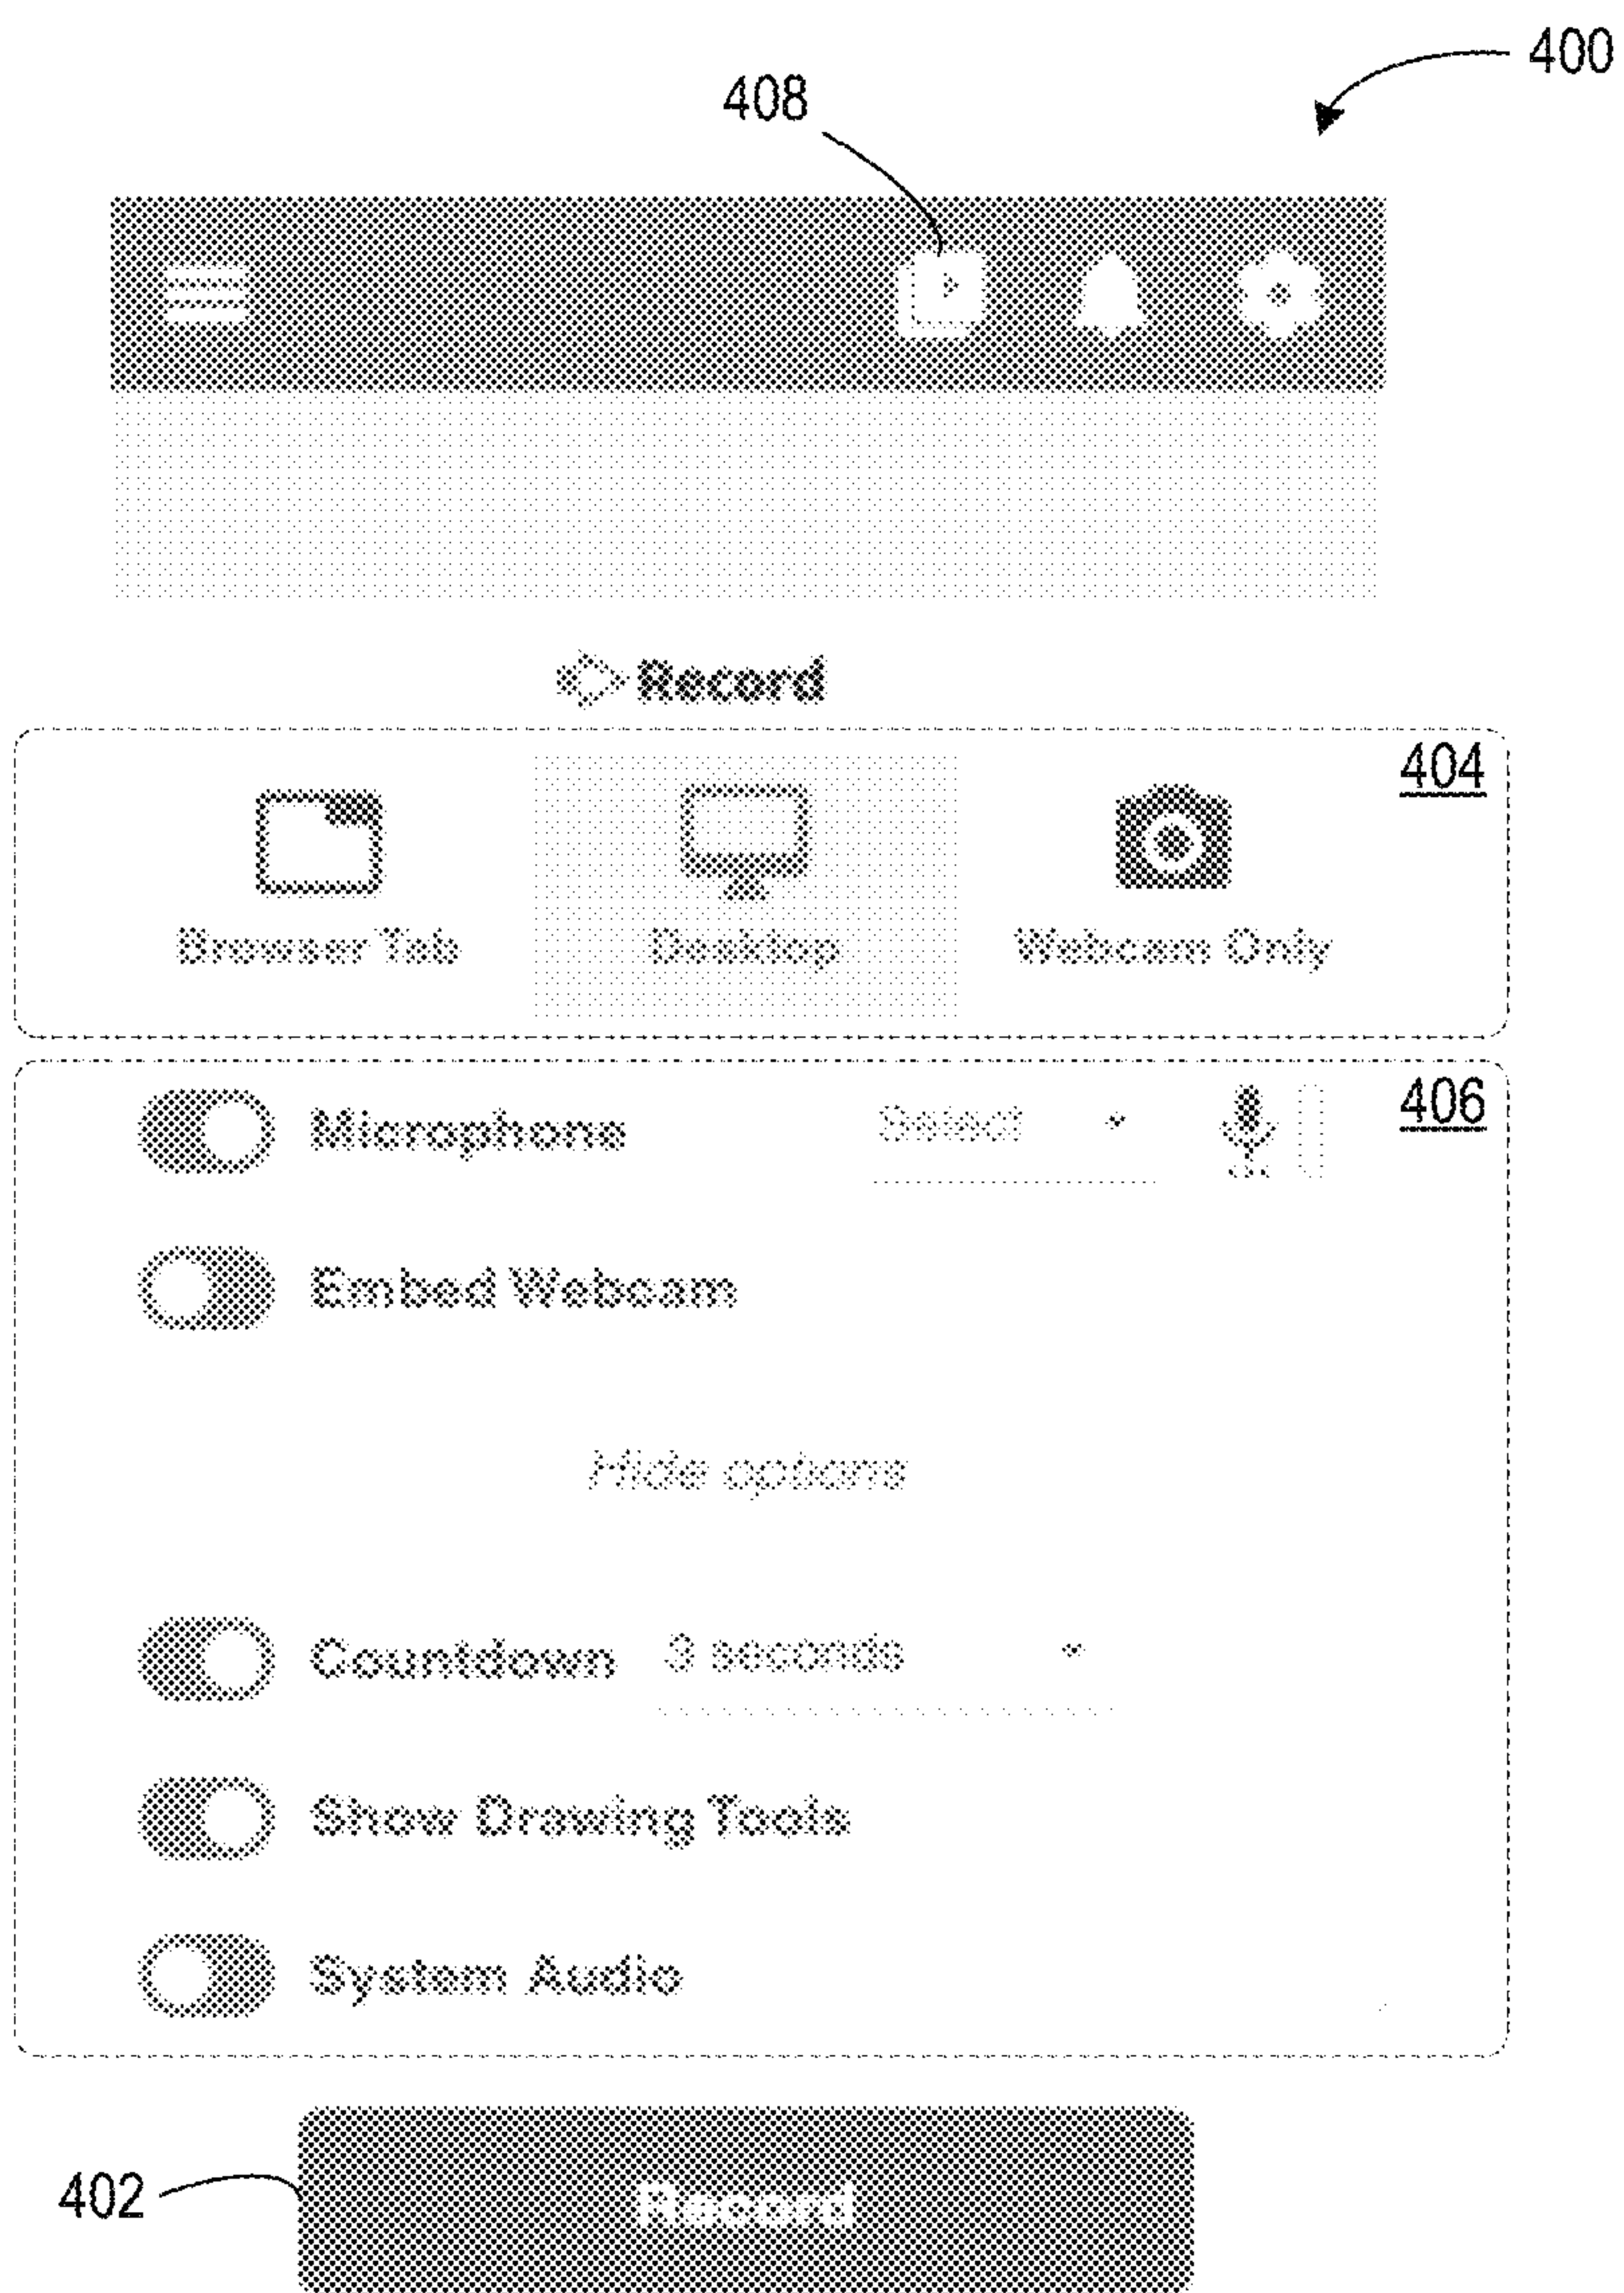 400
408
Record
404
Browser Tab Desktop Webcam Only
406
Microphone Select
Embed Webcam
Hide options
Countdown 3 seconds
Show Drawing Tools
System Audio
402 Record